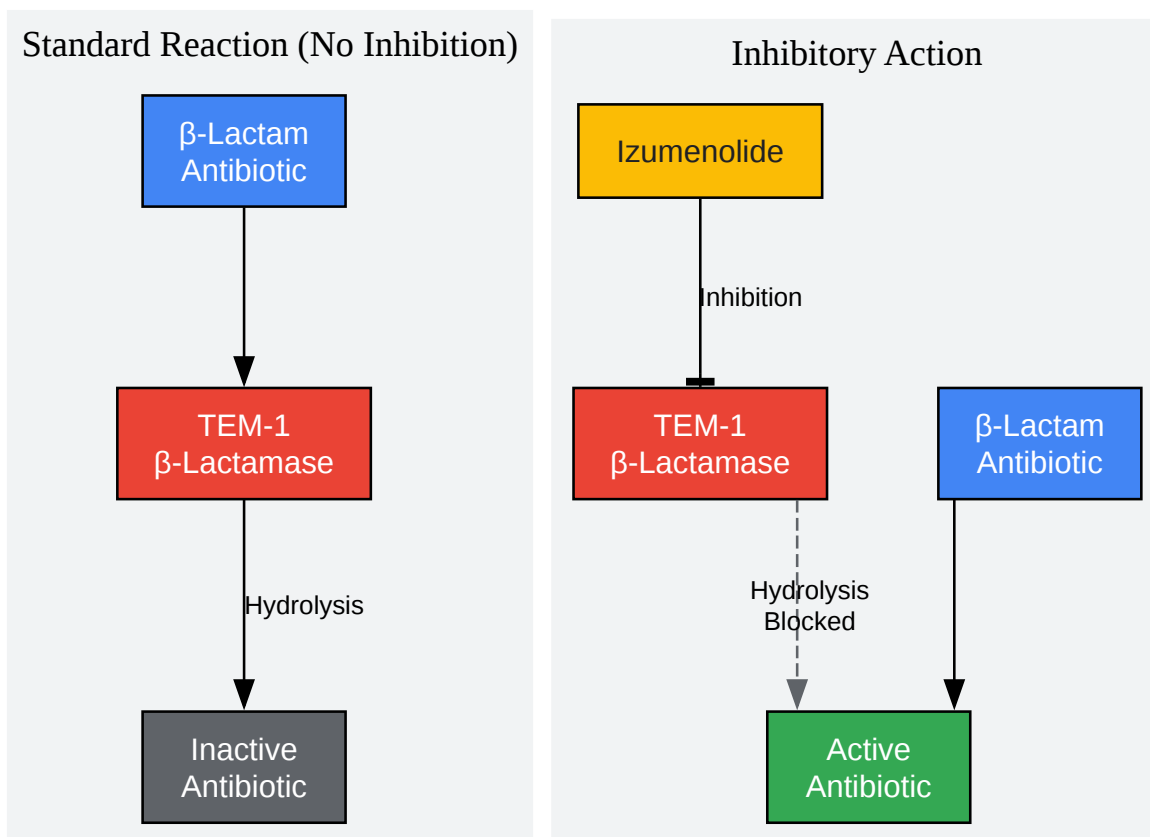 Standard Reaction (No Inhibition)
β-Lactam
Antibiotic
TEM-1
β-Lactamase
Hydrolysis
Inactive
Antibiotic
Inhibitory Action
Izumenolide
Inhibition
TEM-1
β-Lactamase
β-Lactam
Antibiotic
Hydrolysis
Blocked
Active
Antibiotic